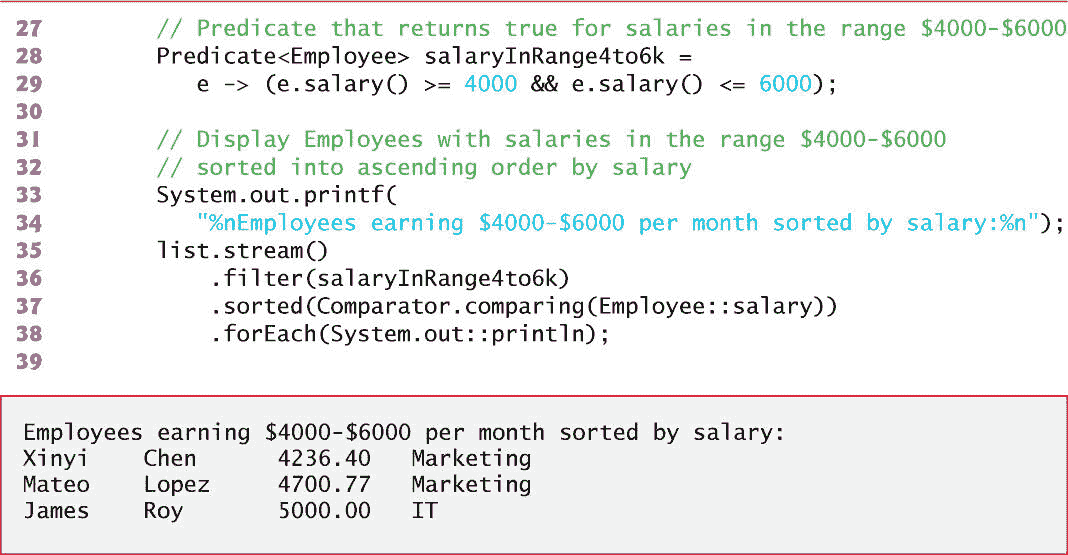 27 // Predicate that returns true for salaries in the range $4000-$6000
28 Predicate<Employee> salaryInRange4to6k =
29 e -> (e.salary() >= 4000 && e.salary() <= 6000);
30
31 // Display Employees with salaries in the range $4000-$6000
32 // sorted into ascending order by salary
33 System.out.printf(
34 "%nEmployees earning $4000-$6000 per month sorted by salary:%n");
35 list.stream()
36 .filter(salaryInRange4to6k)
37 .sorted(Comparator.comparing(Employee::salary))
38 .forEach(System.out::println);
39
Employees earning $4000-$6000 per month sorted by salary:
Xinyi Chen 4236.40 Marketing
Mateo Lopez 4700.77 Marketing
James Roy 5000.00 IT